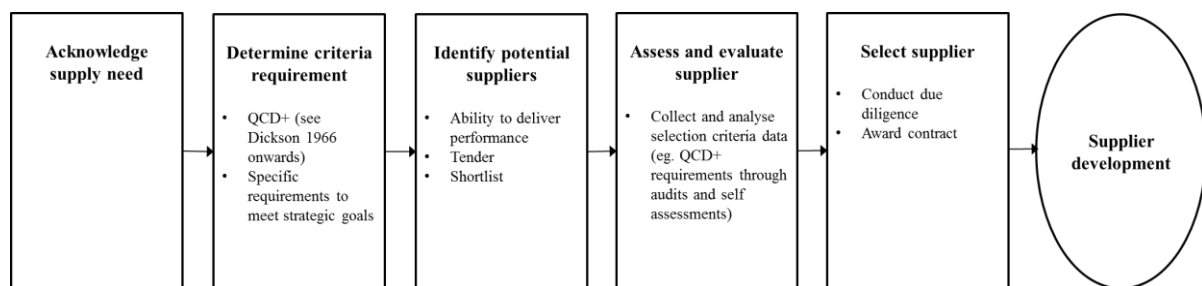 Acknowledge
supply need
Determine criteria
requirement
• QCD+ (see
Dickson 1966
onwards)
• Specific
requirements to
meet strategic goals
Identify potential
suppliers
• Ability to deliver
performance
• Tender
• Shortlist
Assess and evaluate
supplier
• Collect and analyse
selection criteria data
(eg. QCD+
requirements through
audits and self
assessments)
Select supplier
• Conduct due
diligence
• Award contract
Supplier
development